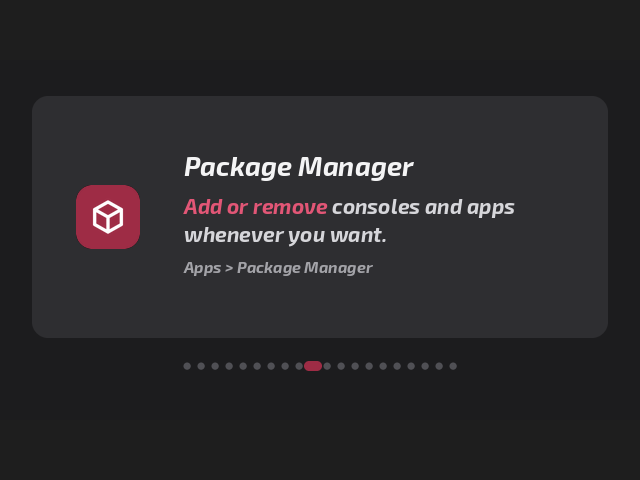 Package Manager
Add or remove consoles and apps
whenever you want.
Apps > Package Manager